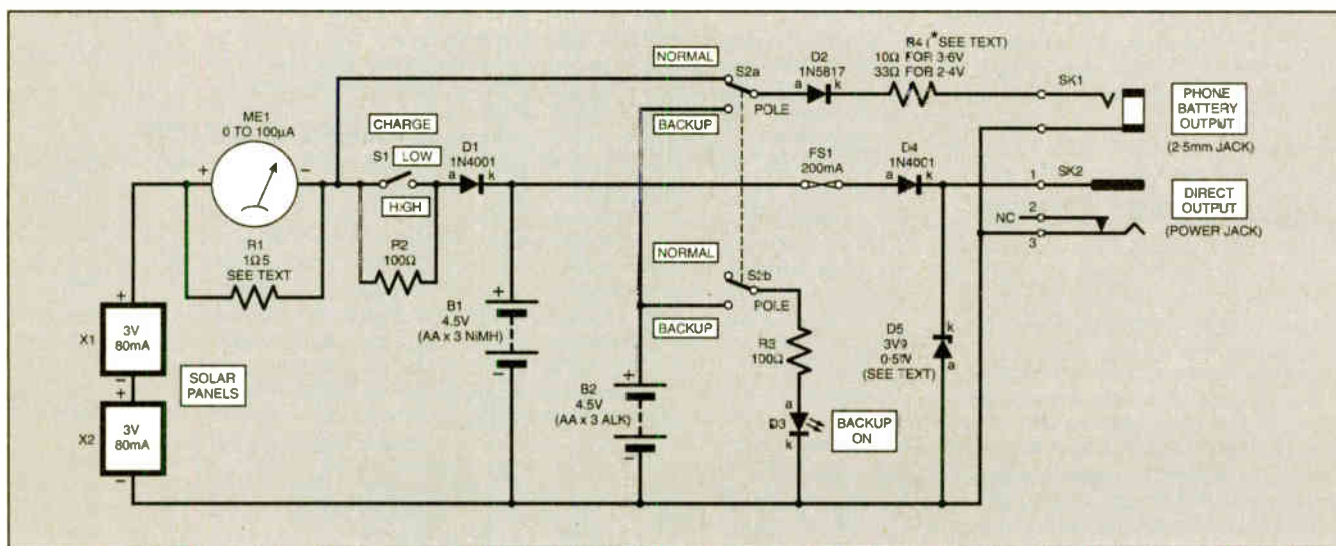 ME1
0 TO 100µA
+
-
R1
1Ω5
SEE TEXT
X1
3V
80mA
+
-
X2
3V
80mA
+
-
SOLAR
PANELS
CHARGE
S1
LOW
HIGH
R2
100Ω
D1
1N4001
a
k
B1
4.5V
(AA x 3 NiMH)
+
-
NORMAL
S2a
POLE
BACKUP
D2
1N5817
a
k
R4 (*SEE TEXT)
10Ω FOR 3·6V
33Ω FOR 2·4V
SK1
PHONE
BATTERY
OUTPUT
(2·5mm JACK)
FS1
200mA
D4
1N4001
a
k
1
SK2
NC
2
3
DIRECT
OUTPUT
(POWER JACK)
NORMAL
S2b
POLE
BACKUP
B2
4.5V
(AA x 3 ALK)
+
-
R3
100Ω
a
D3
k
BACKUP
ON
D5
3V9
0·5W
(SEE TEXT)
k
a